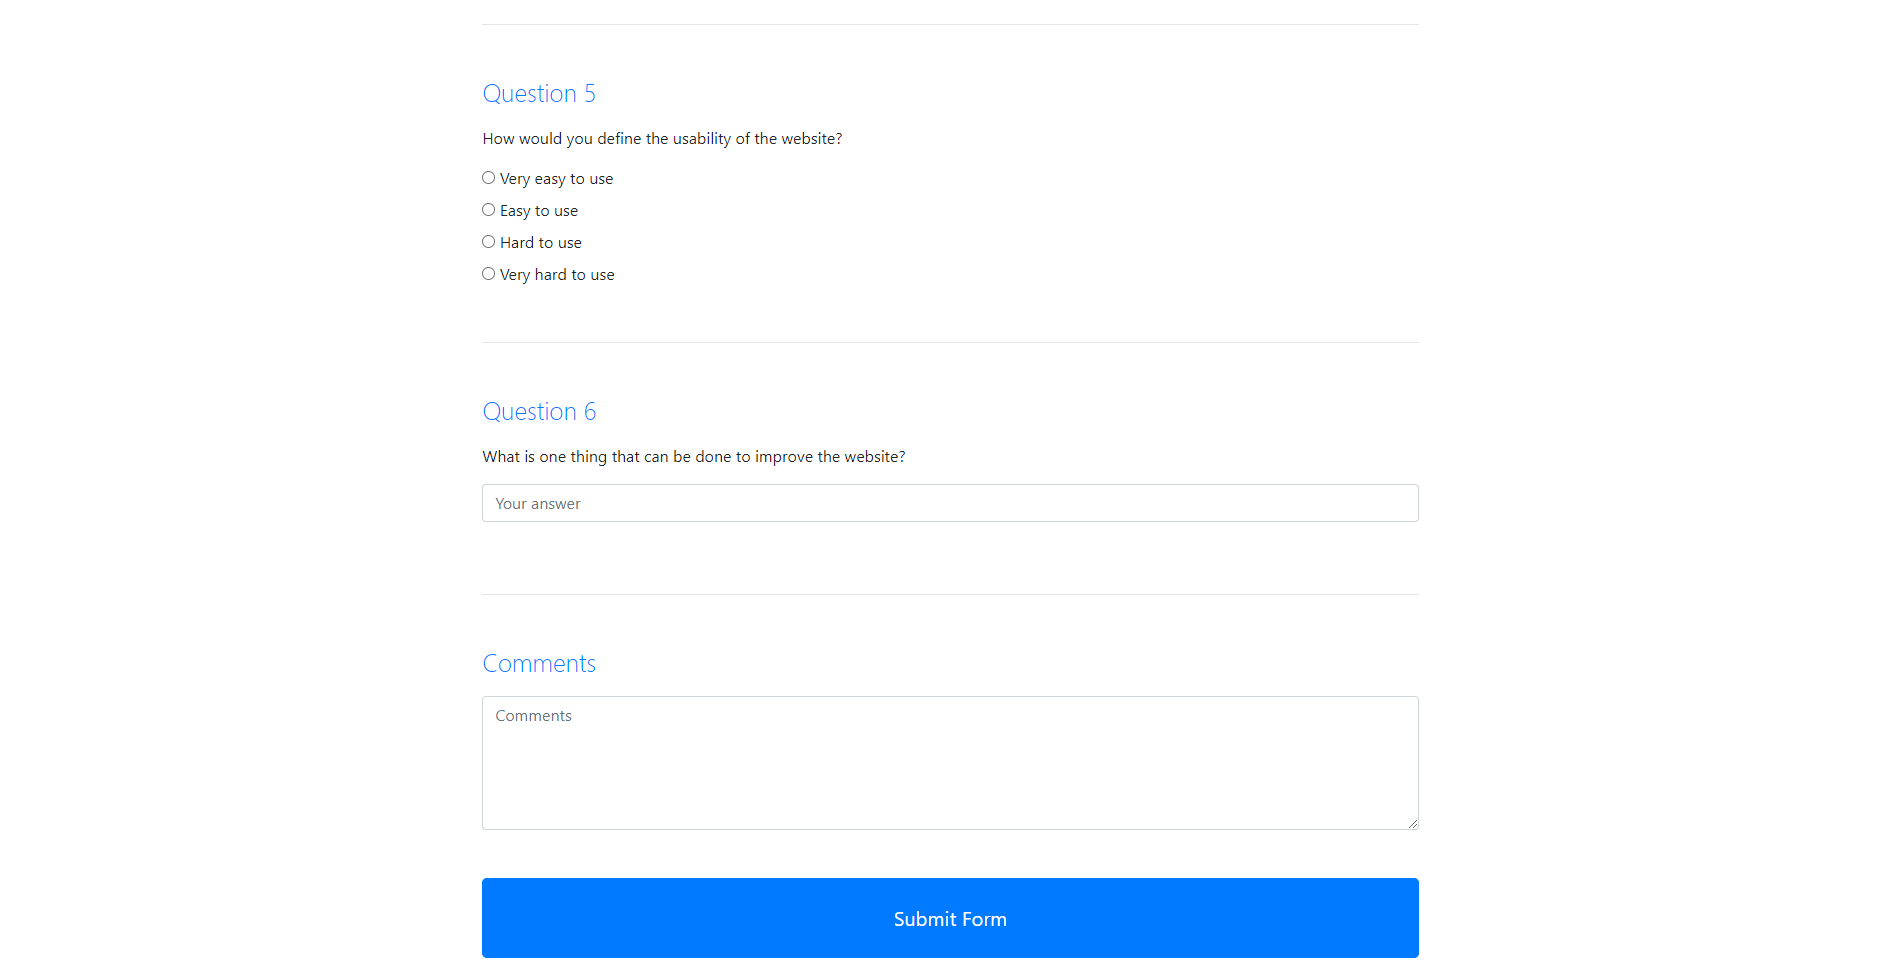 Question 5
How would you define the usability of the website?
Very easy to use
Easy to use
Hard to use
Very hard to use
Question 6
What is one thing that can be done to improve the website?
Your answer
Comments
Comments
Submit Form